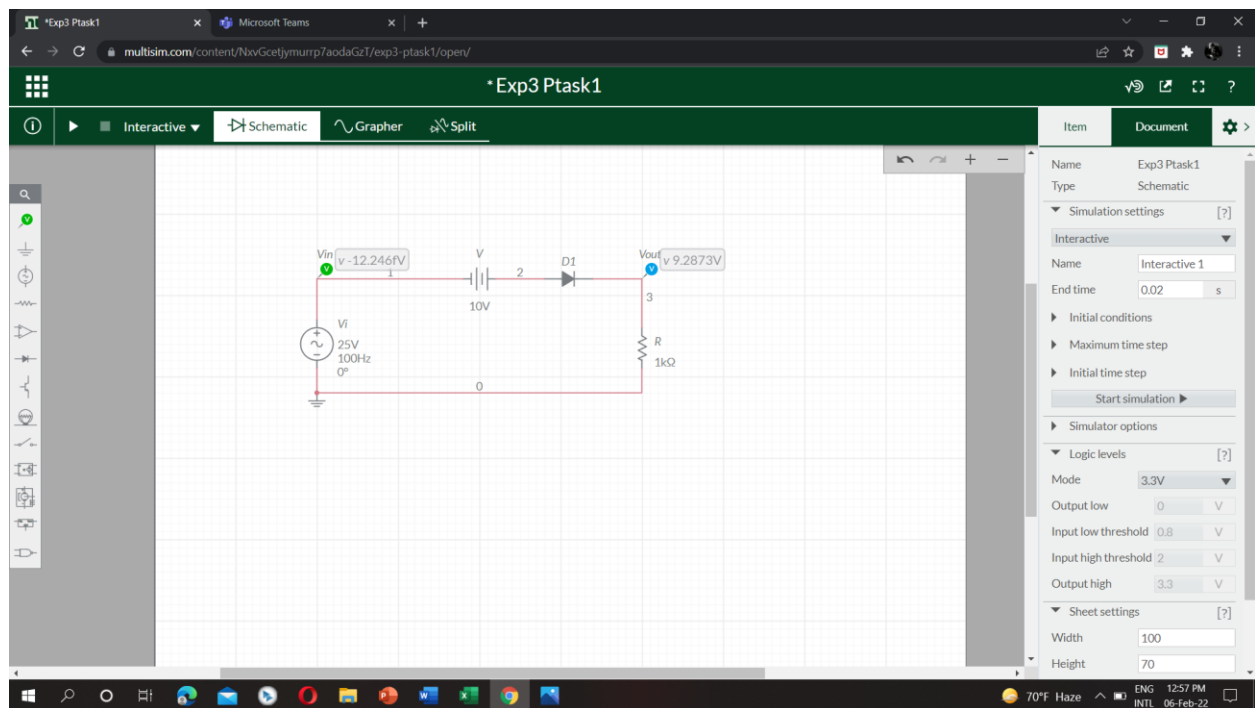 *Exp3 Ptask1
Microsoft Teams
multisim.com/content/NxvGcetjymurrp7aodaGzT/exp3-ptask1/open/
*Exp3 Ptask1
Interactive
Schematic
Grapher
Split
Item
Document
Name Exp3 Ptask1
Type Schematic
Simulation settings [?]
Interactive
Name Interactive 1
End time 0.02 s
Initial conditions
Maximum time step
Initial time step
Start simulation
Simulator options
Logic levels [?]
Mode 3.3V
Output low 0 V
Input low threshold 0.8 V
Input high threshold 2 V
Output high 3.3 V
Sheet settings [?]
Width 100
Height 70
Vin v -12.246fV
1
V
10V
2
D1
Vout v 9.2873V
3
Vi
25V
100Hz
0°
R
1kΩ
0
70°F Haze
ENG 12:57 PM
INTL 06-Feb-22